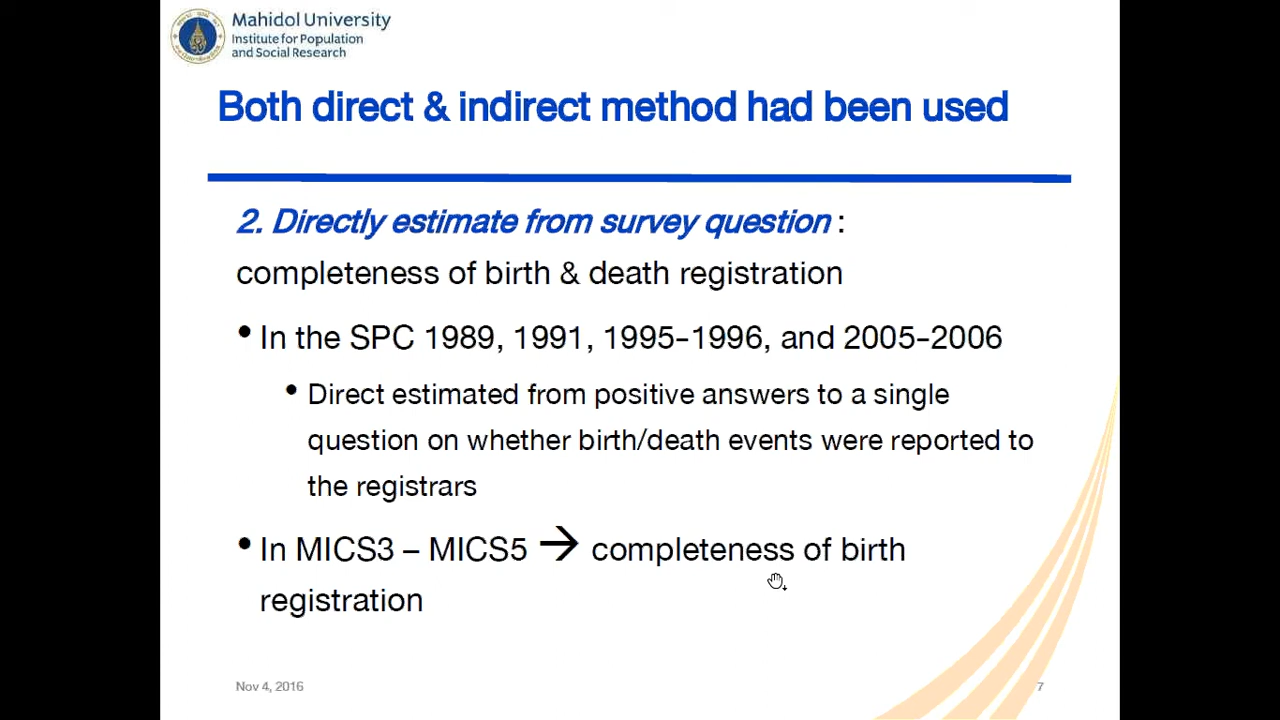 Mahidol University
Institute for Population
and Social Research
Both direct & indirect method had been used
2. Directly estimate from survey question :
completeness of birth & death registration
• In the SPC 1989, 1991, 1995-1996, and 2005-2006
• Direct estimated from positive answers to a single
question on whether birth/death events were reported to
the registrars
• In MICS3 – MICS5 → completeness of birth
registration
Nov 4, 2016
7